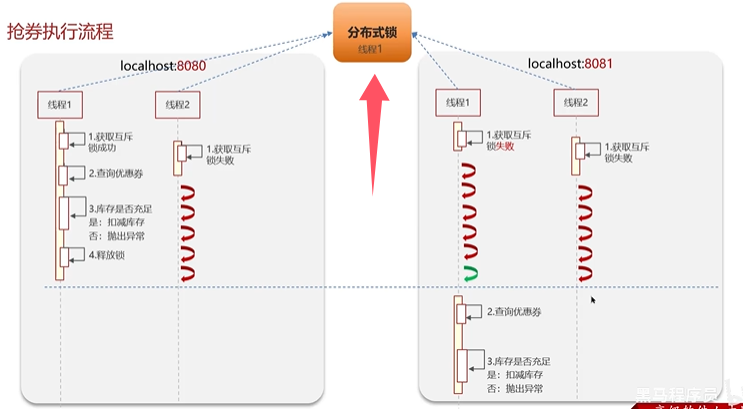 抢券执行流程
分布式锁
线程1
localhost:8080
线程1
线程2
1.获取互斥
锁成功
2.查询优惠券
3.库存是否充足
是：扣减库存
否：抛出异常
4.释放锁
1.获取互斥
锁失败
localhost:8081
线程1
线程2
1.获取互斥
锁失败
1.获取互斥
锁失败
2.查询优惠券
3.库存是否充足
是：扣减库存
否：抛出异常